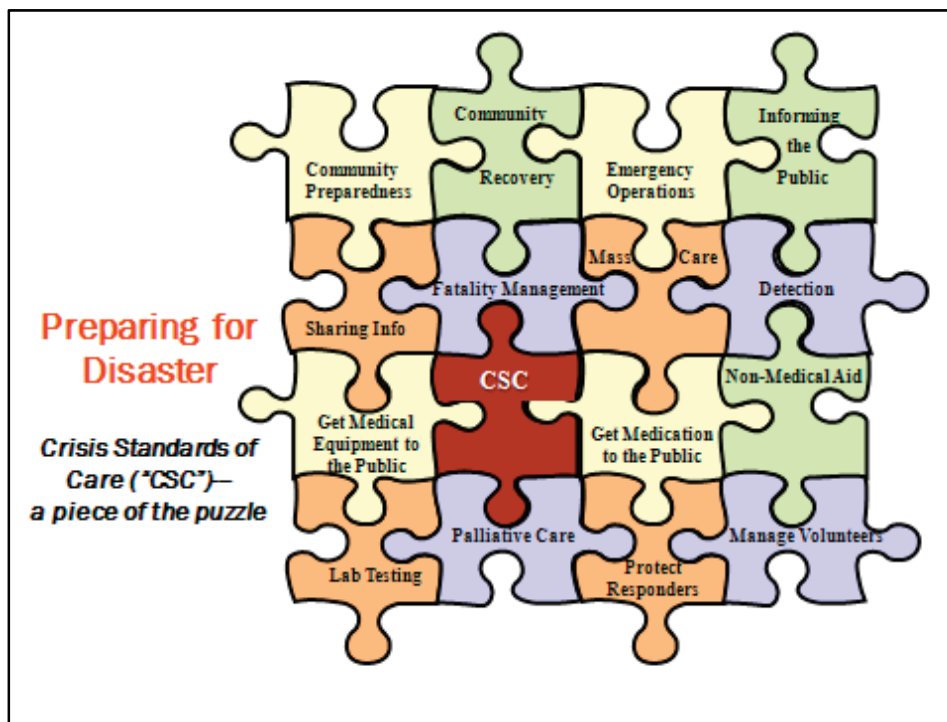 Preparing for
Disaster
Crisis Standards of
Care ("CSC")—
a piece of the puzzle
Community
Preparedness
Community
Recovery
Emergency
Operations
Informing
the
Public
Sharing Info
Fatality Management
Mass Care
Detection
Get Medical
Equipment to
the Public
CSC
Get Medication
to the Public
Non-Medical Aid
Lab Testing
Palliative Care
Protect
Responders
Manage Volunteers